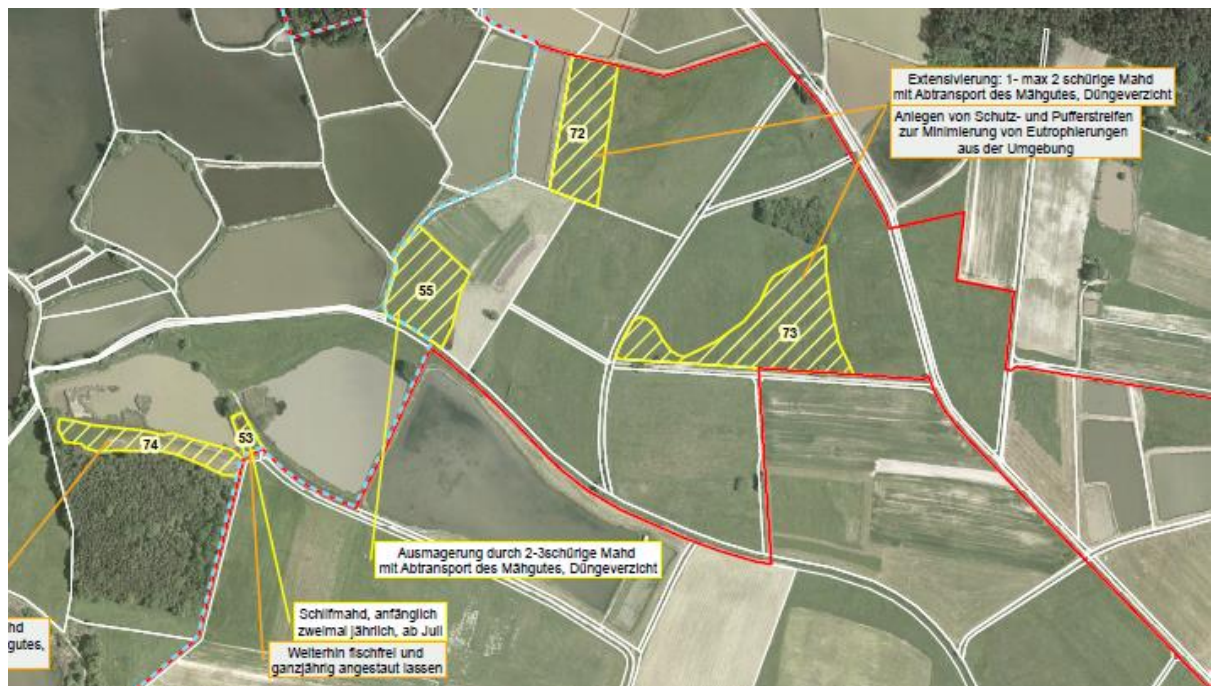 Extensivierung: 1- max 2 schürige Mahd
mit Abtransport des Mähgutes, Düngeverzicht
Anlegen von Schutz- und Pufferstreifen
zur Minimierung von Eutrophierungen
aus der Umgebung
72
55
73
53
74
Ausmagerung durch 2-3schürige Mahd
mit Abtransport des Mähgutes, Düngeverzicht
Schilfmahd, anfänglich
zweimal jährlich, ab Juli
Weiterhin fischfrei und
ganzjährig angestaut lassen
hd
gutes,